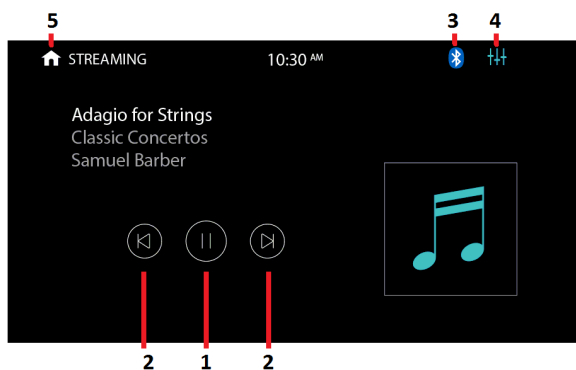 5 3 4
STREAMING 10:30 AM
Adagio for Strings
Classic Concertos
Samuel Barber
2 1 2